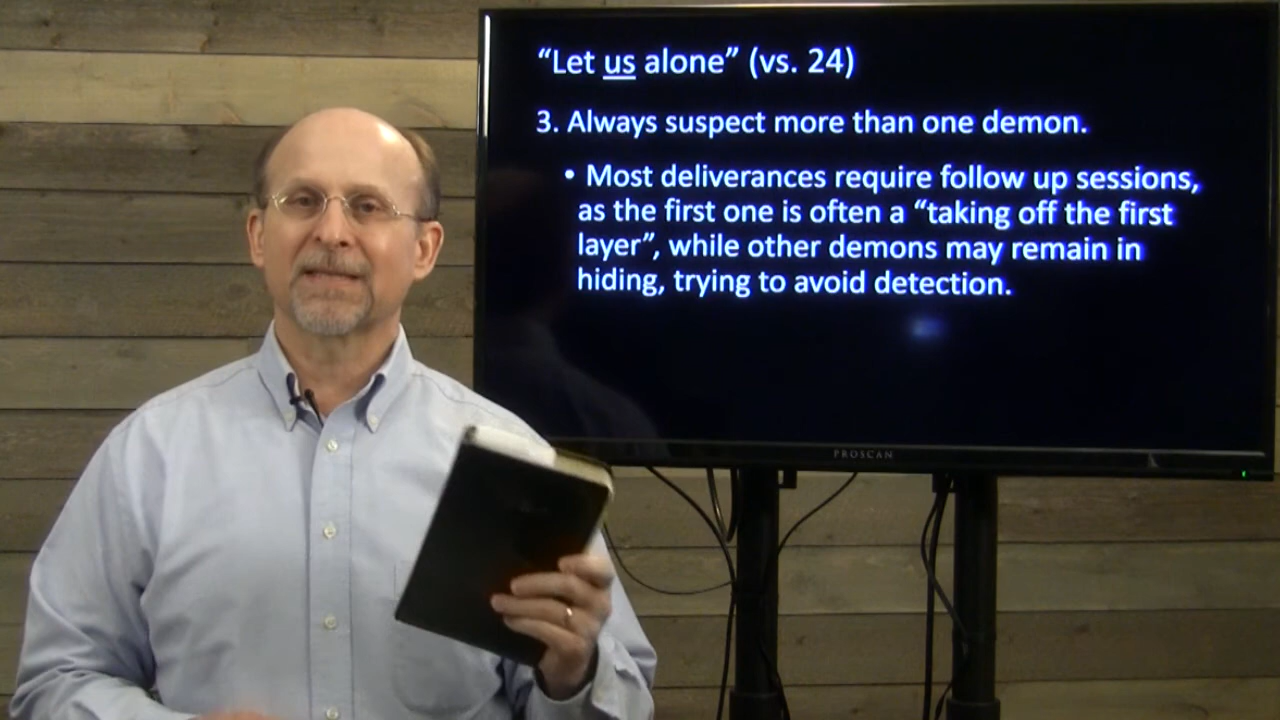 “Let us alone” (vs. 24)
3. Always suspect more than one demon.
• Most deliverances require follow up sessions,
as the first one is often a “taking off the first
layer”, while other demons may remain in
hiding, trying to avoid detection.
PROSCAN